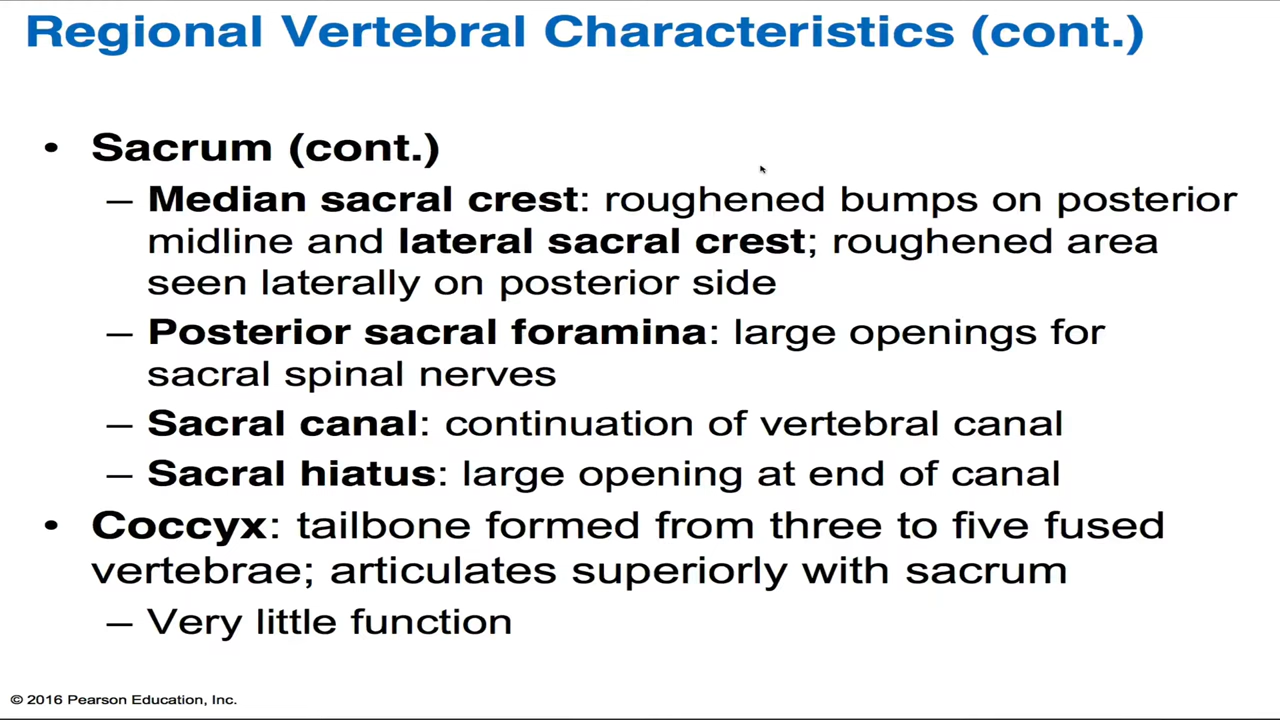 Regional Vertebral Characteristics (cont.)
• Sacrum (cont.)
– Median sacral crest: roughened bumps on posterior
midline and lateral sacral crest; roughened area
seen laterally on posterior side
– Posterior sacral foramina: large openings for
sacral spinal nerves
– Sacral canal: continuation of vertebral canal
– Sacral hiatus: large opening at end of canal
• Coccyx: tailbone formed from three to five fused
vertebrae; articulates superiorly with sacrum
– Very little function
© 2016 Pearson Education, Inc.